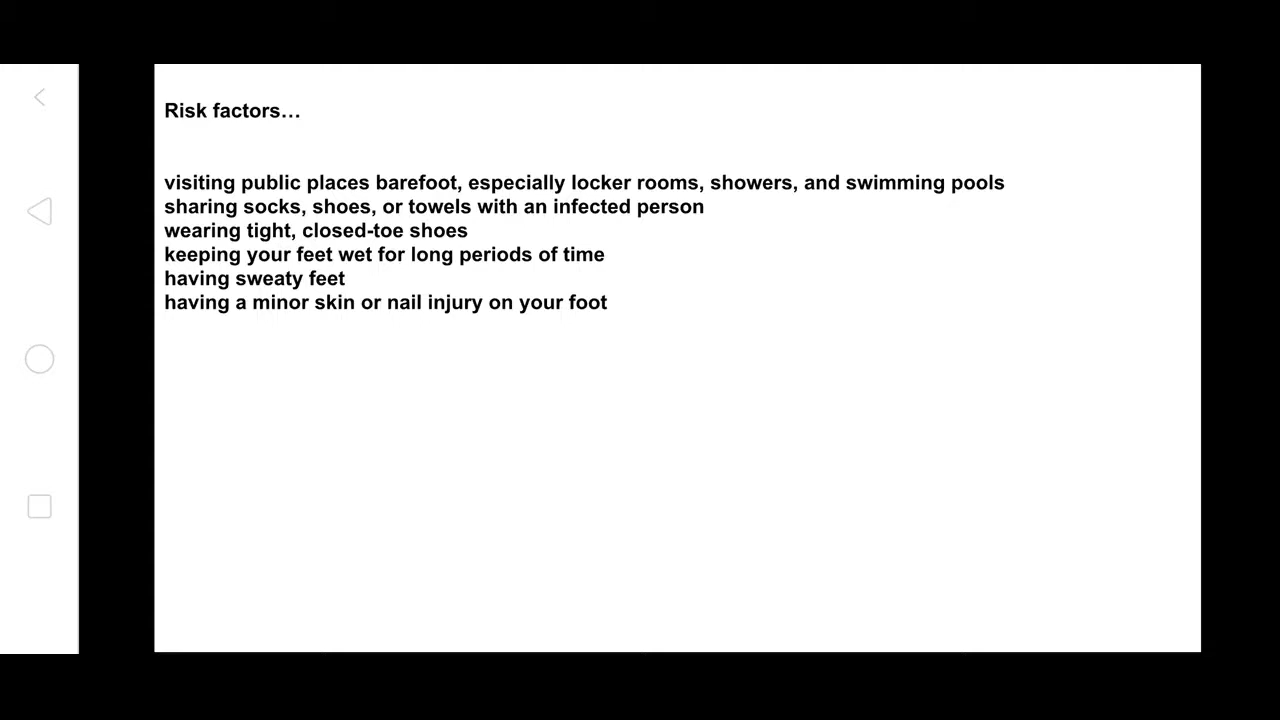 Risk factors…
visiting public places barefoot, especially locker rooms, showers, and swimming pools
sharing socks, shoes, or towels with an infected person
wearing tight, closed-toe shoes
keeping your feet wet for long periods of time
having sweaty feet
having a minor skin or nail injury on your foot